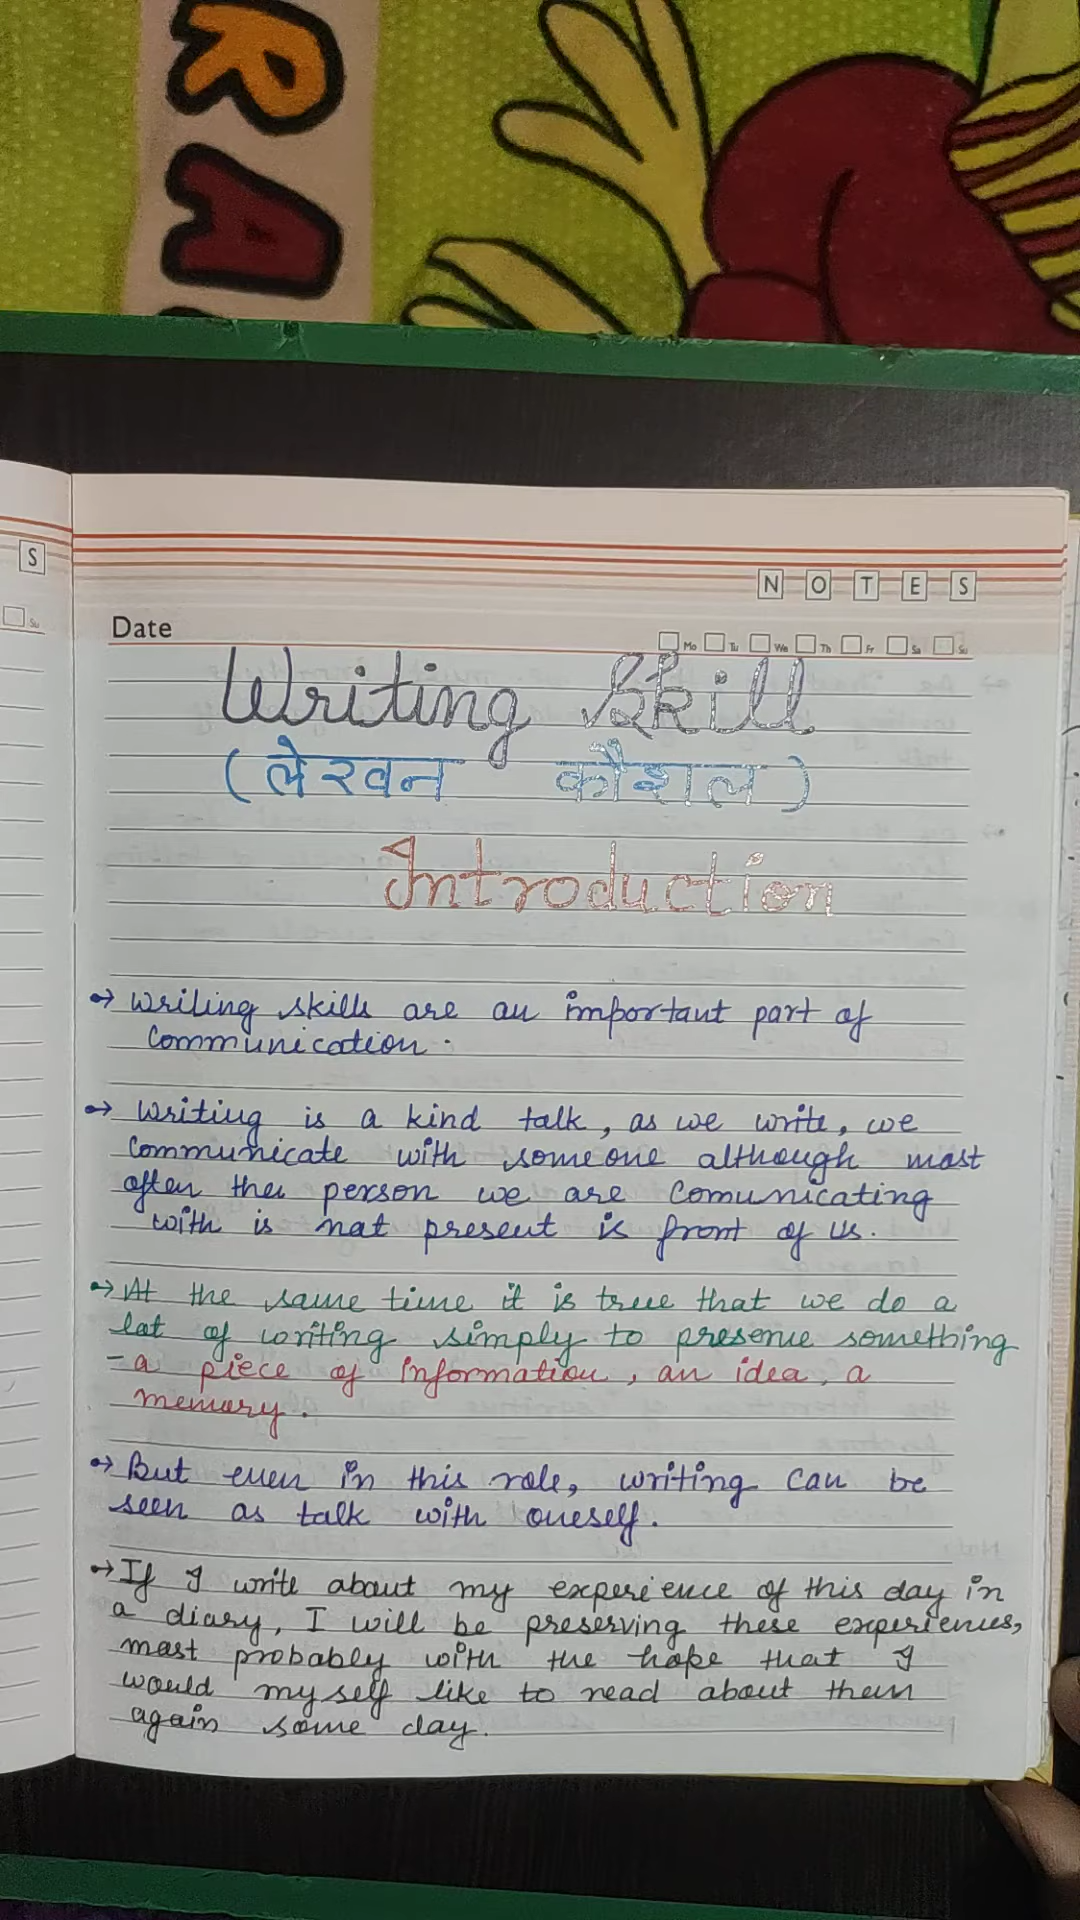 RA
S
Su
NOTES
Date
Mo Tu We Th Fr Sa Su
Writing Skill
(लेखन कौशल)
Introduction
→ Writing skills are an important part of
communication.
→ Writing is a kind talk, as we write, we
communicate with someone although most
often the person we are comunicating
with is not present is front of us.
→ At the same time it is true that we do a
lot of writing simply to preserve something
- a piece of information, an idea, a
memory.
→ But even in this role, writing can be
seen as talk with oneself.
→ If I write about my experience of this day in
a diary, I will be preserving these experiences,
most probably with the hope that I
would myself like to read about them
again some day.